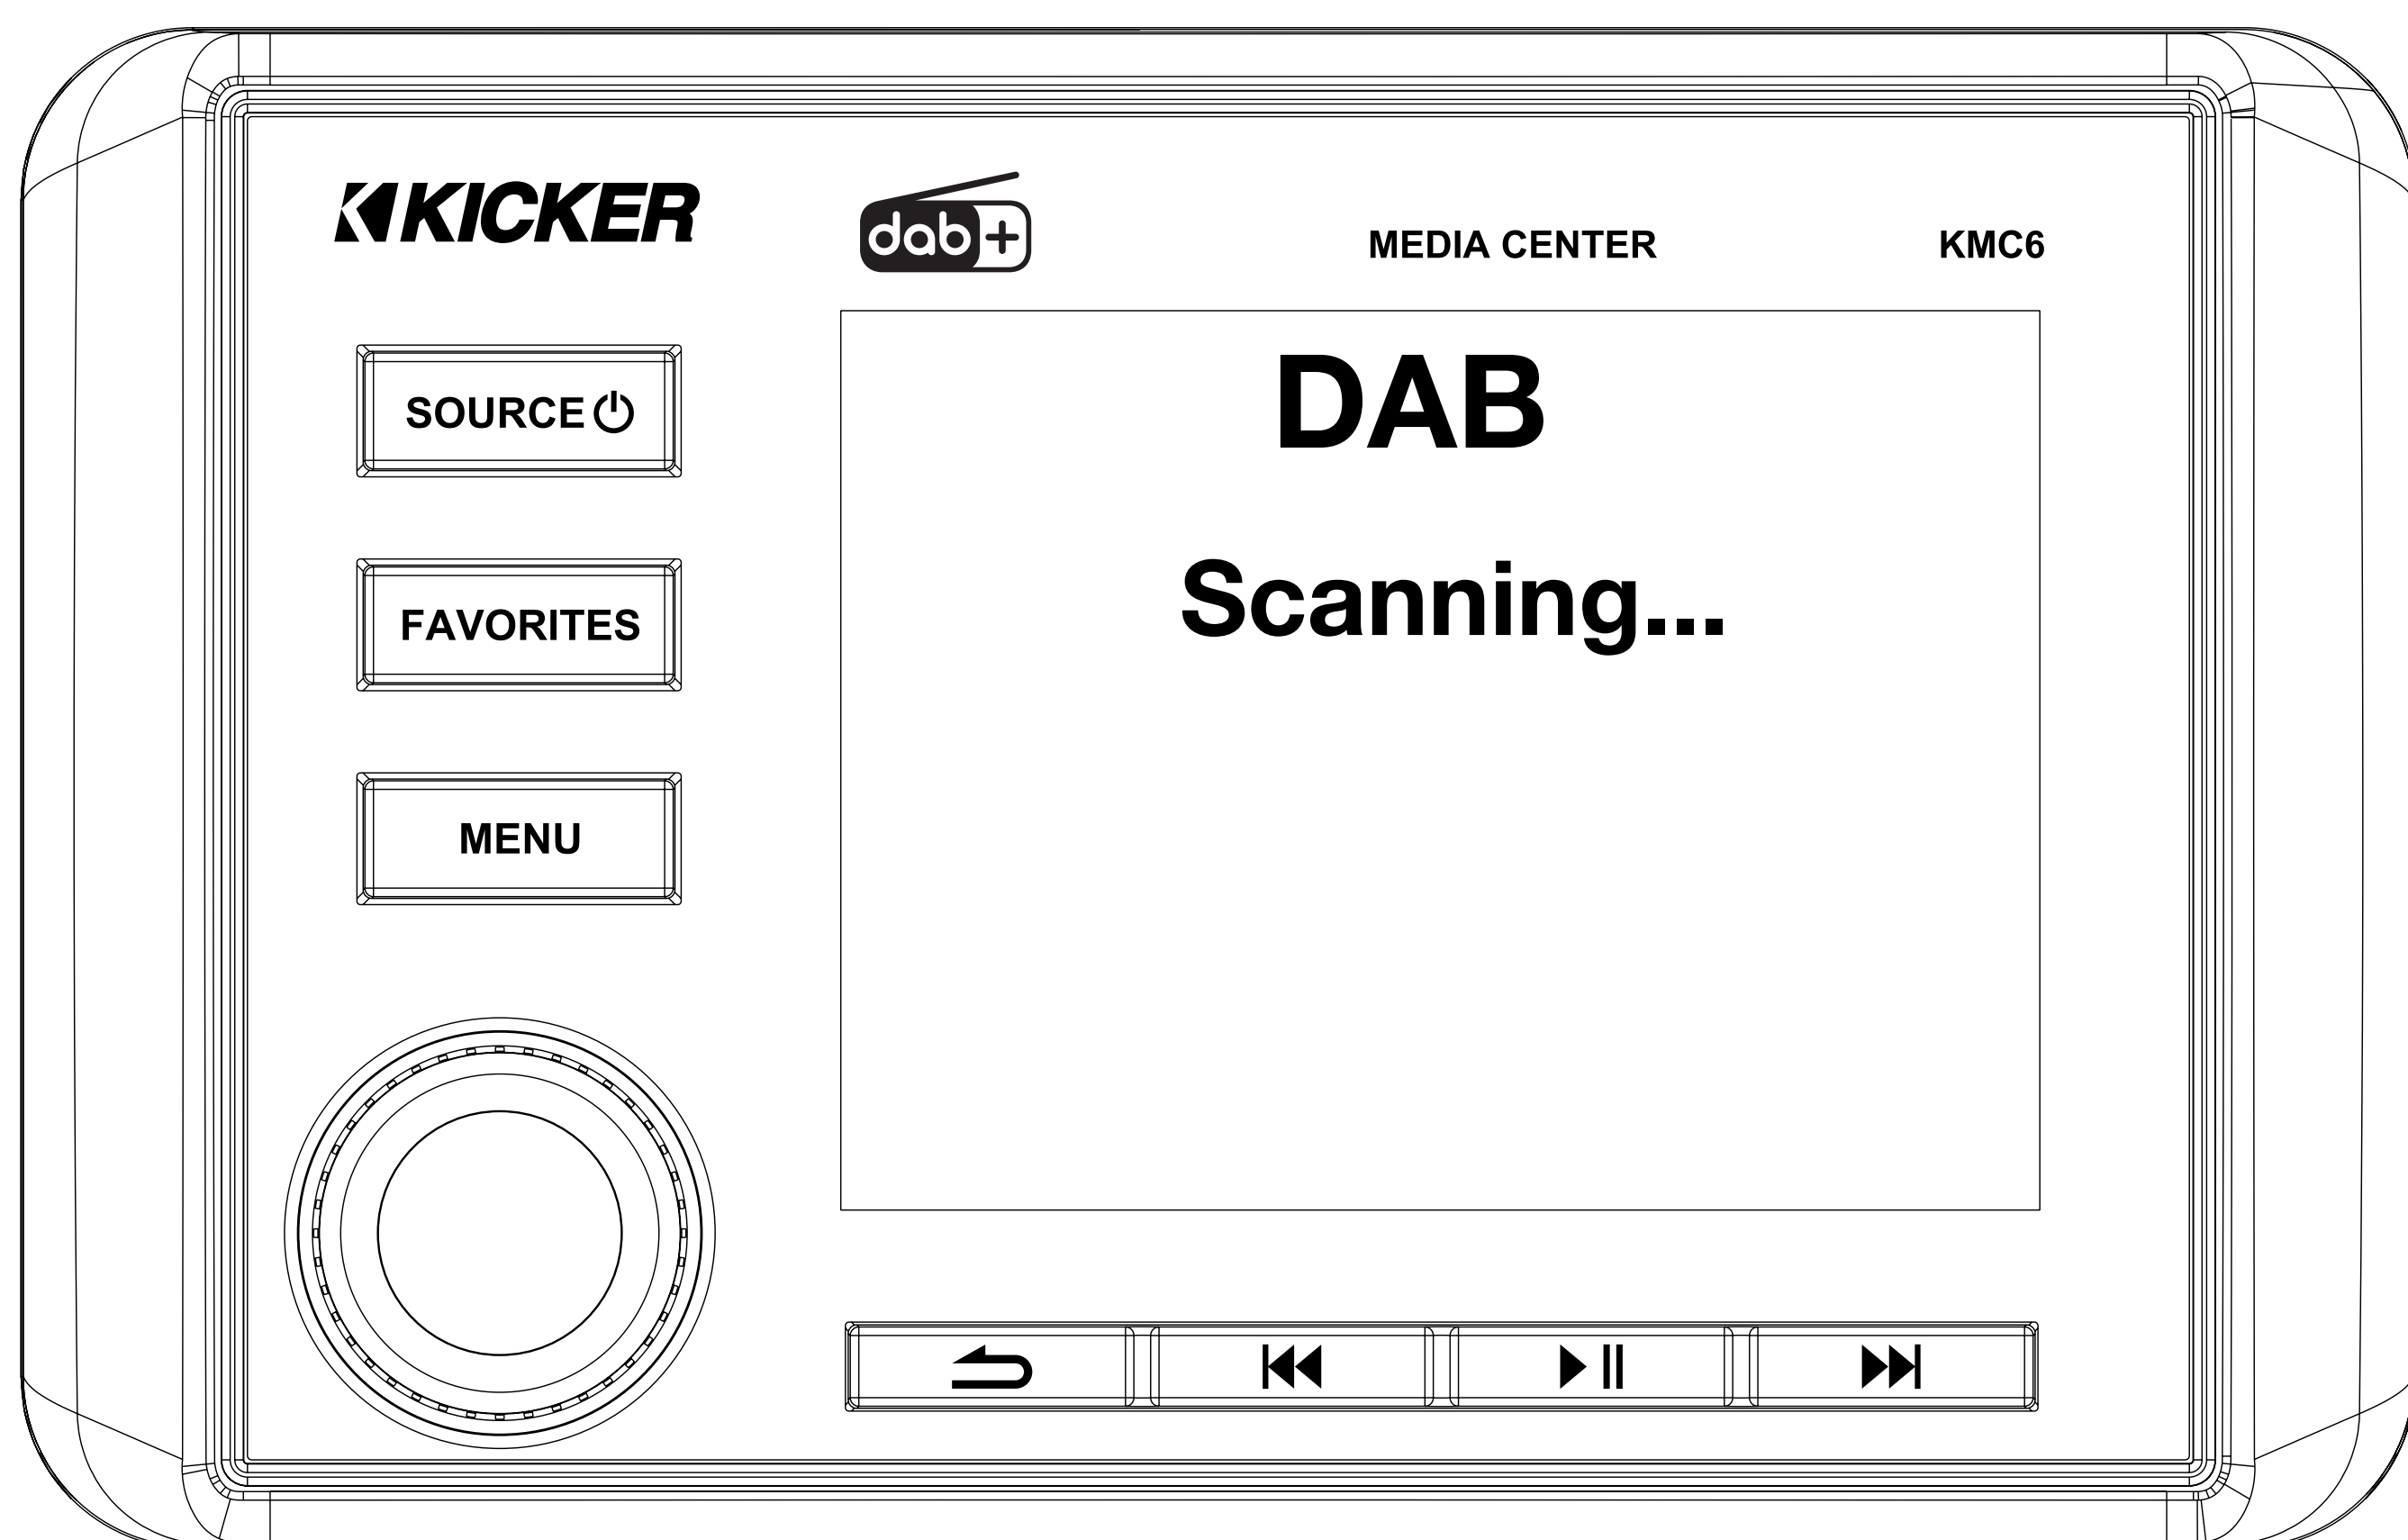 KICKER
dab+
MEDIA CENTER
KMC6
SOURCE
FAVORITES
MENU
DAB
Scanning...